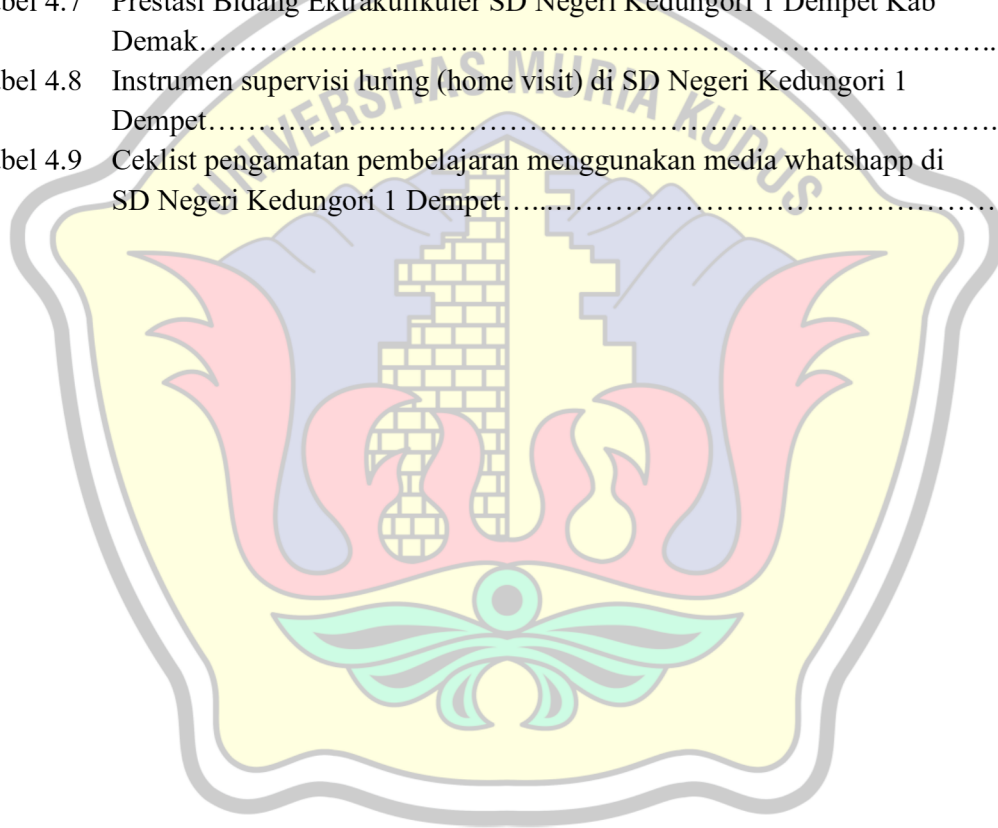 bel 4.7 Prestasi Bidang Ektrakulikuler SD Negeri Kedungori 1 Dempet Kab
Demak…………………………………………………………………..
bel 4.8 Instrumen supervisi luring (home visit) di SD Negeri Kedungori 1
Dempet……………………………………………………………………
bel 4.9 Ceklist pengamatan pembelajaran menggunakan media whatshapp di
SD Negeri Kedungori 1 Dempet…..……………………………………
UNIVERSITAS MURIA KUDUS